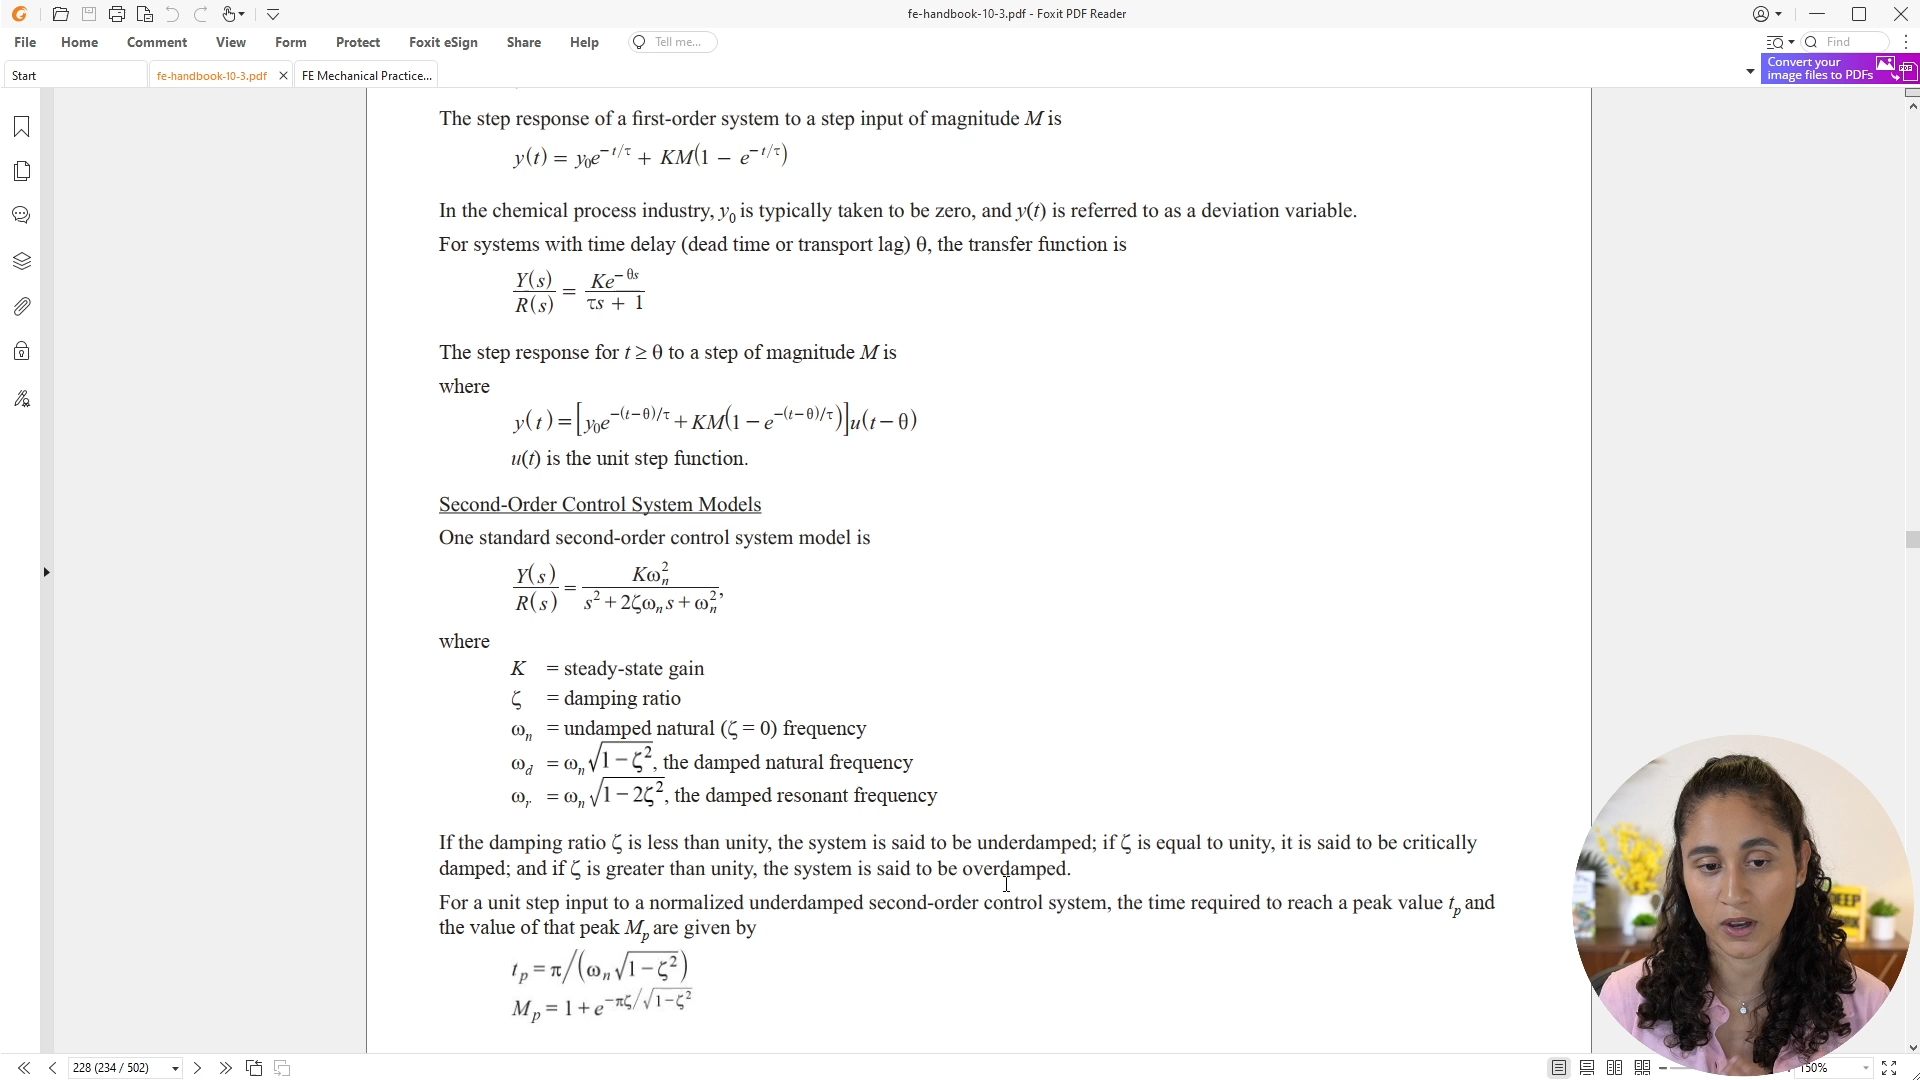 fe-handbook-10-3.pdf - Foxit PDF Reader
File Home Comment View Form Protect Foxit eSign Share Help Tell me... Find
Start fe-handbook-10-3.pdf FE Mechanical Practice...
Convert your
image files to PDFs
The step response of a first-order system to a step input of magnitude M is
y(t) = y₀e^(−t/τ) + KM(1 − e^(−t/τ))
In the chemical process industry, y₀ is typically taken to be zero, and y(t) is referred to as a deviation variable.
For systems with time delay (dead time or transport lag) θ, the transfer function is
Y(s)/R(s) = Ke^(−θs)/(τs + 1)
The step response for t ≥ θ to a step of magnitude M is
where
y(t) = [y₀e^(−(t−θ)/τ) + KM(1 − e^(−(t−θ)/τ))]u(t − θ)
u(t) is the unit step function.
Second-Order Control System Models
One standard second-order control system model is
Y(s)/R(s) = Kωₙ²/(s² + 2ζωₙs + ωₙ²),
where
K = steady-state gain
ζ = damping ratio
ωₙ = undamped natural (ζ = 0) frequency
ω_d = ωₙ√(1 − ζ²), the damped natural frequency
ω_r = ωₙ√(1 − 2ζ²), the damped resonant frequency
If the damping ratio ζ is less than unity, the system is said to be underdamped; if ζ is equal to unity, it is said to be critically
damped; and if ζ is greater than unity, the system is said to be overdamped.
For a unit step input to a normalized underdamped second-order control system, the time required to reach a peak value t_p and
the value of that peak M_p are given by
t_p = π/(ωₙ√(1 − ζ²))
M_p = 1 + e^(−πζ/√(1−ζ²))
228 (234 / 502) 150%